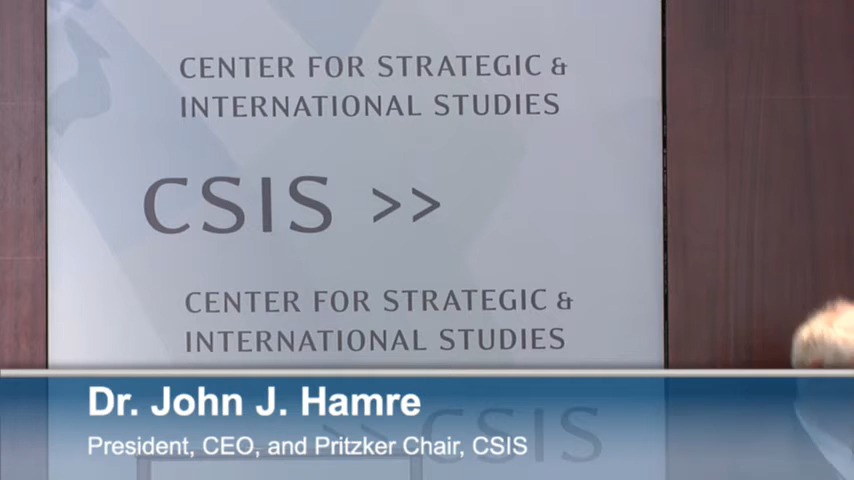 CENTER FOR STRATEGIC &
INTERNATIONAL STUDIES
CSIS >>
CENTER FOR STRATEGIC &
INTERNATIONAL STUDIES
Dr. John J. Hamre
President, CEO, and Pritzker Chair, CSIS
>> CSIS